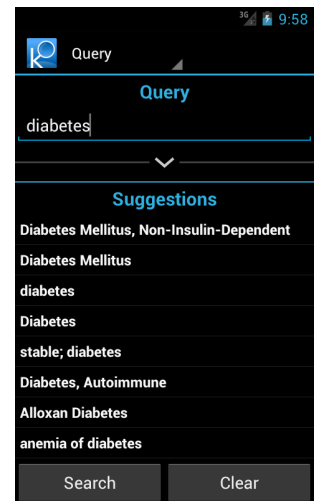 3G 9:58
Query
Query
diabetes
Suggestions
Diabetes Mellitus, Non-Insulin-Dependent
Diabetes Mellitus
diabetes
Diabetes
stable; diabetes
Diabetes, Autoimmune
Alloxan Diabetes
anemia of diabetes
Search Clear